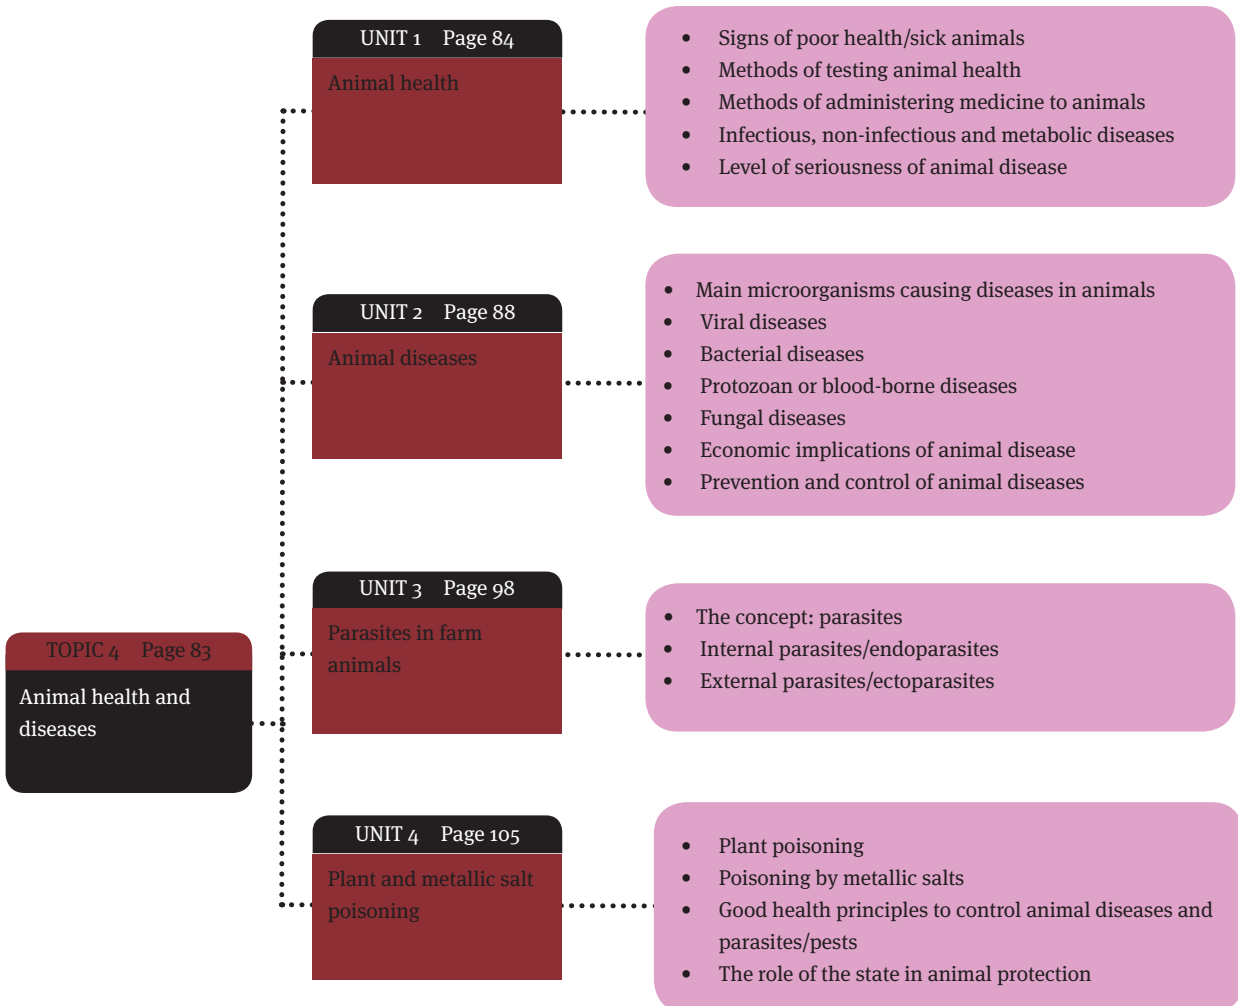 TOPIC 4 Page 83
Animal health and
diseases
UNIT 1 Page 84
Animal health
• Signs of poor health/sick animals
• Methods of testing animal health
• Methods of administering medicine to animals
• Infectious, non-infectious and metabolic diseases
• Level of seriousness of animal disease
UNIT 2 Page 88
Animal diseases
• Main microorganisms causing diseases in animals
• Viral diseases
• Bacterial diseases
• Protozoan or blood-borne diseases
• Fungal diseases
• Economic implications of animal disease
• Prevention and control of animal diseases
UNIT 3 Page 98
Parasites in farm
animals
• The concept: parasites
• Internal parasites/endoparasites
• External parasites/ectoparasites
UNIT 4 Page 105
Plant and metallic salt
poisoning
• Plant poisoning
• Poisoning by metallic salts
• Good health principles to control animal diseases and
parasites/pests
• The role of the state in animal protection